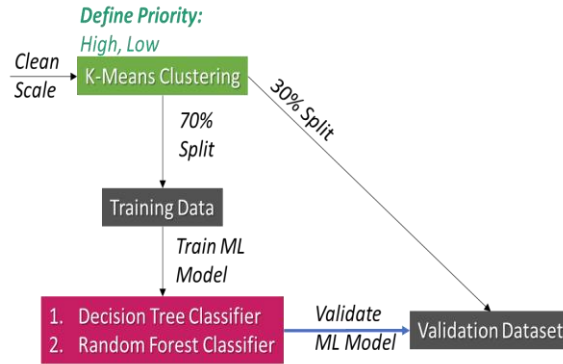 Define Priority:
High, Low
Clean
Scale
K-Means Clustering
70%
Split
30% Split
Training Data
Train ML
Model
1. Decision Tree Classifier
2. Random Forest Classifier
Validate
ML Model
Validation Dataset